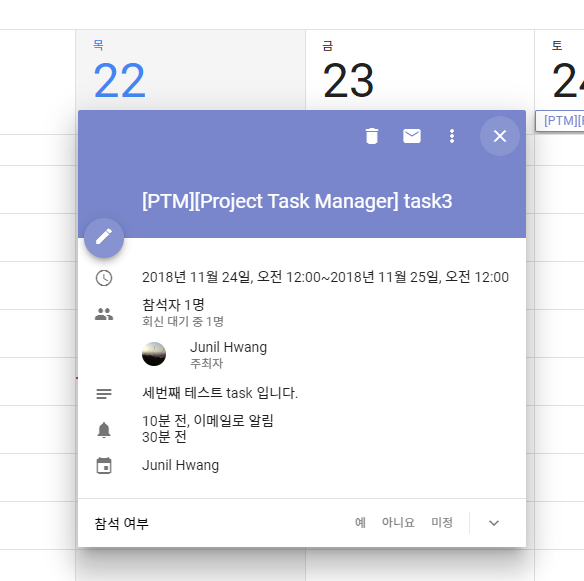 목
금
토
22
23
[PTM][Project Task Manager] task3
2018년 11월 24일, 오전 12:00~2018년 11월 25일, 오전 12:00
참석자 1명
회신 대기 중 1명
Junil Hwang
주최자
세번째 테스트 task 입니다.
10분 전, 이메일로 알림
30분 전
Junil Hwang
참석 여부
예 아니요 미정